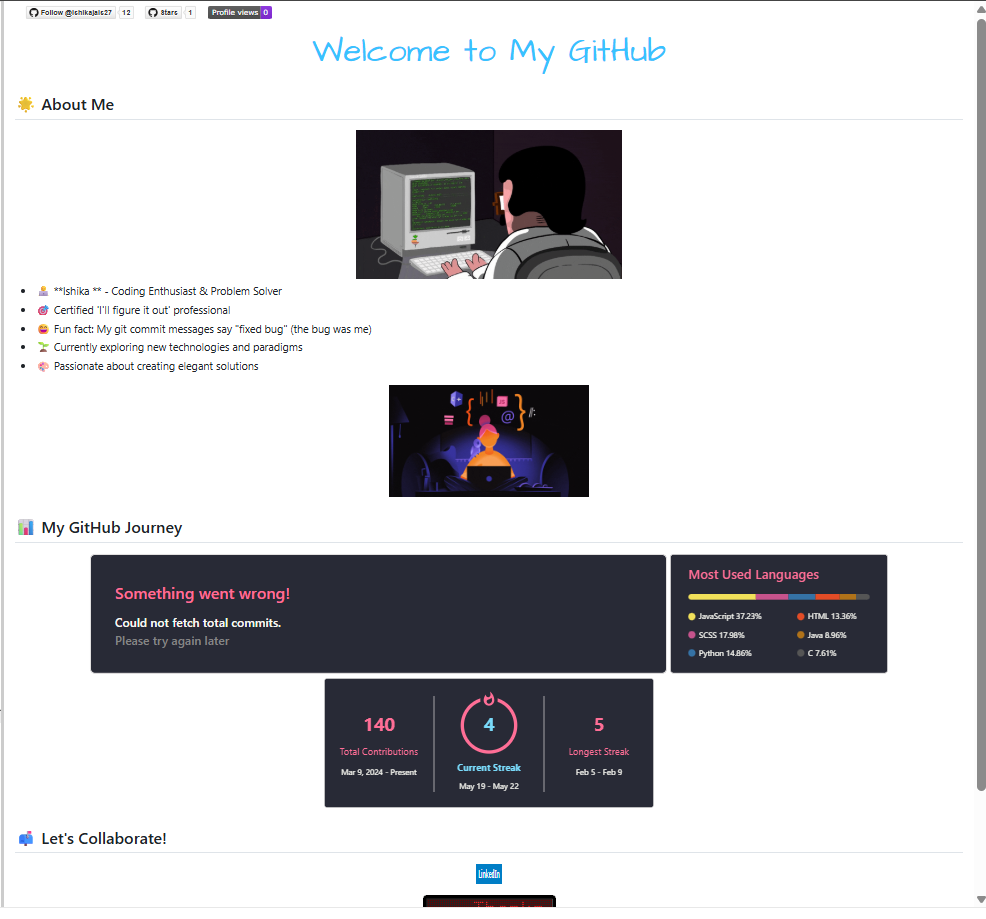 Follow @ishikajais27 12 Stars 1 Profile views 0
Welcome to My GitHub
🌟 About Me
**Ishika ** - Coding Enthusiast & Problem Solver
🎯 Certified 'I'll figure it out' professional
😄 Fun fact: My git commit messages say "fixed bug" (the bug was me)
🌱 Currently exploring new technologies and paradigms
🧠 Passionate about creating elegant solutions
📊 My GitHub Journey
Something went wrong!
Could not fetch total commits.
Please try again later
Most Used Languages
JavaScript 37.23% HTML 13.36%
SCSS 17.98% Java 8.96%
Python 14.86% C 7.61%
140 4 5
Total Contributions Current Streak Longest Streak
Mar 9, 2024 - Present May 19 - May 22 Feb 5 - Feb 9
📫 Let's Collaborate!
LinkedIn